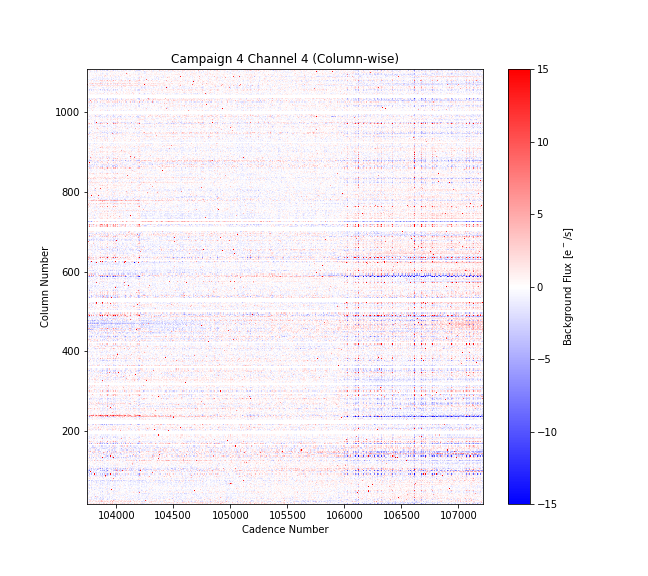 Campaign 4 Channel 4 (Column-wise)
Column Number
1000
800
600
400
200
104000 104500 105000 105500 106000 106500 107000
Cadence Number
15
10
5
0
−5
−10
−15
Background Flux [e⁻/s]